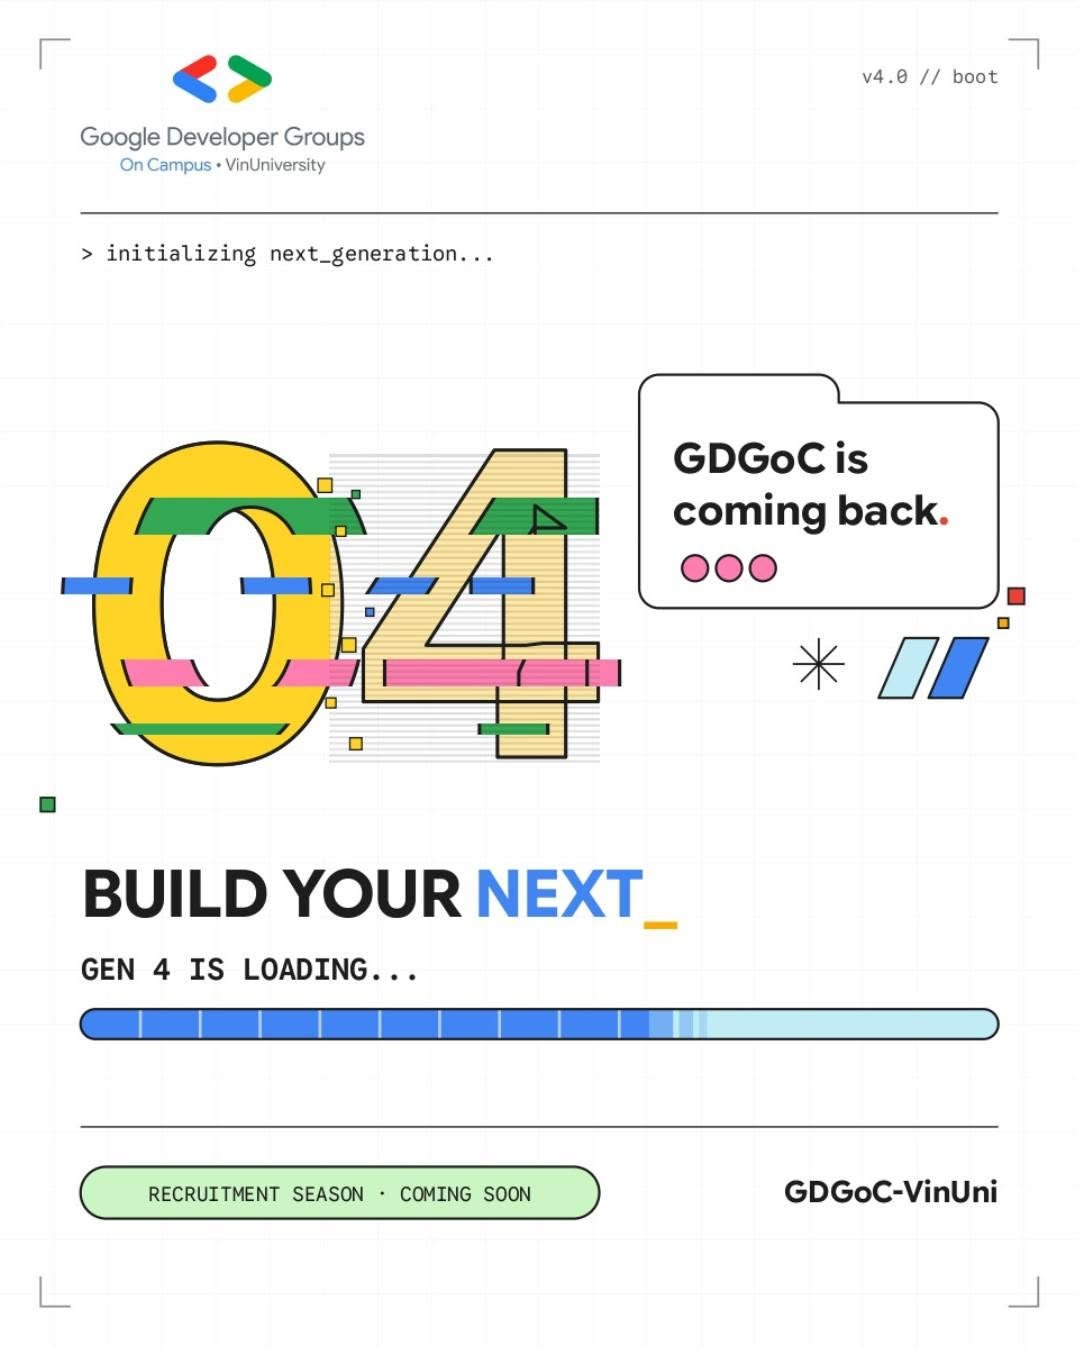 Google Developer Groups
On Campus • VinUniversity
v4.0 // boot
> initializing next_generation...
04
GDGoC is
coming back.
BUILD YOUR NEXT_
GEN 4 IS LOADING...
RECRUITMENT SEASON · COMING SOON
GDGoC-VinUni